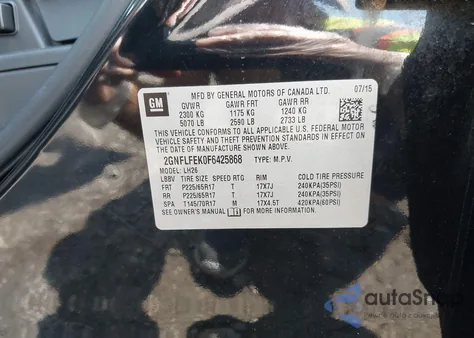 GM
MFD BY GENERAL MOTORS OF CANADA LTD. 07/15
GVWR GAWR FRT GAWR RR
2300 KG 1175 KG 1240 KG
5070 LB 2590 LB 2733 LB
THIS VEHICLE CONFORMS TO ALL APPLICABLE U.S. FEDERAL MOTOR
VEHICLE SAFETY, BUMPER, AND THEFT PREVENTION STANDARDS IN
EFFECT ON THE DATE OF MANUFACTURE SHOWN ABOVE.
2GNFLFEK0F6425868 TYPE: M.P.V.
MODEL: LH26
LBBV TIRE SIZE SPEED RTG RIM COLD TIRE PRESSURE
FRT P225/65R17 T 17X7J 240KPA(35PSI)
RR P225/65R17 T 17X7J 240KPA(35PSI)
SPA T145/70R17 M 17X4.5T 420KPA(60PSI)
SEE OWNER'S MANUAL FOR MORE INFORMATION.
autaSnap